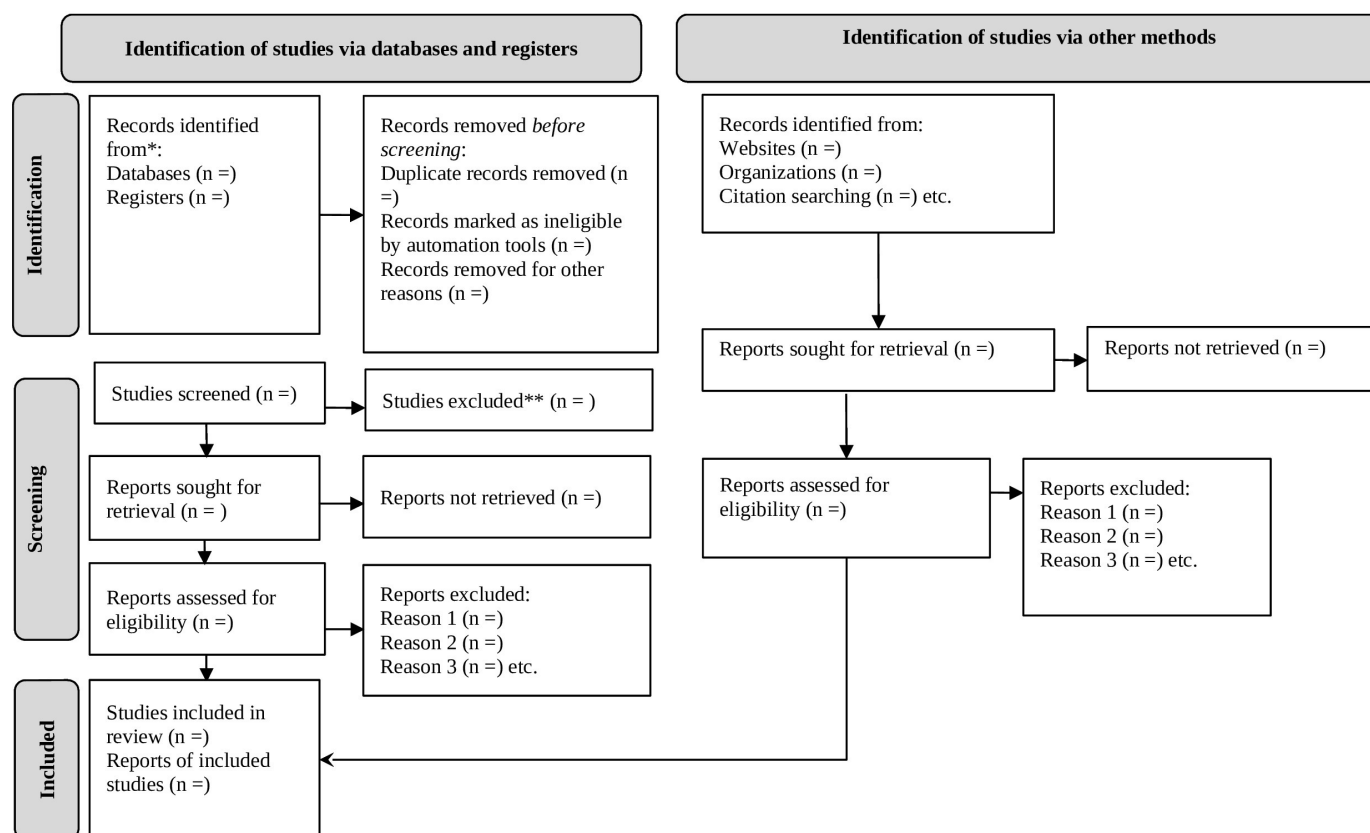 Identification of studies via databases and registers
Identification of studies via other methods
Identification
Records identified
from*:
Databases (n =)
Registers (n =)
Records removed before
screening:
Duplicate records removed (n
=)
Records marked as ineligible
by automation tools (n =)
Records removed for other
reasons (n =)
Records identified from:
Websites (n =)
Organizations (n =)
Citation searching (n =) etc.
Reports sought for retrieval (n =)
Reports not retrieved (n =)
Screening
Studies screened (n =)
Studies excluded** (n = )
Reports sought for
retrieval (n = )
Reports not retrieved (n =)
Reports assessed for
eligibility (n =)
Reports excluded:
Reason 1 (n =)
Reason 2 (n =)
Reason 3 (n =) etc.
Reports assessed for
eligibility (n =)
Reports excluded:
Reason 1 (n =)
Reason 2 (n =)
Reason 3 (n =) etc.
Included
Studies included in
review (n =)
Reports of included
studies (n =)